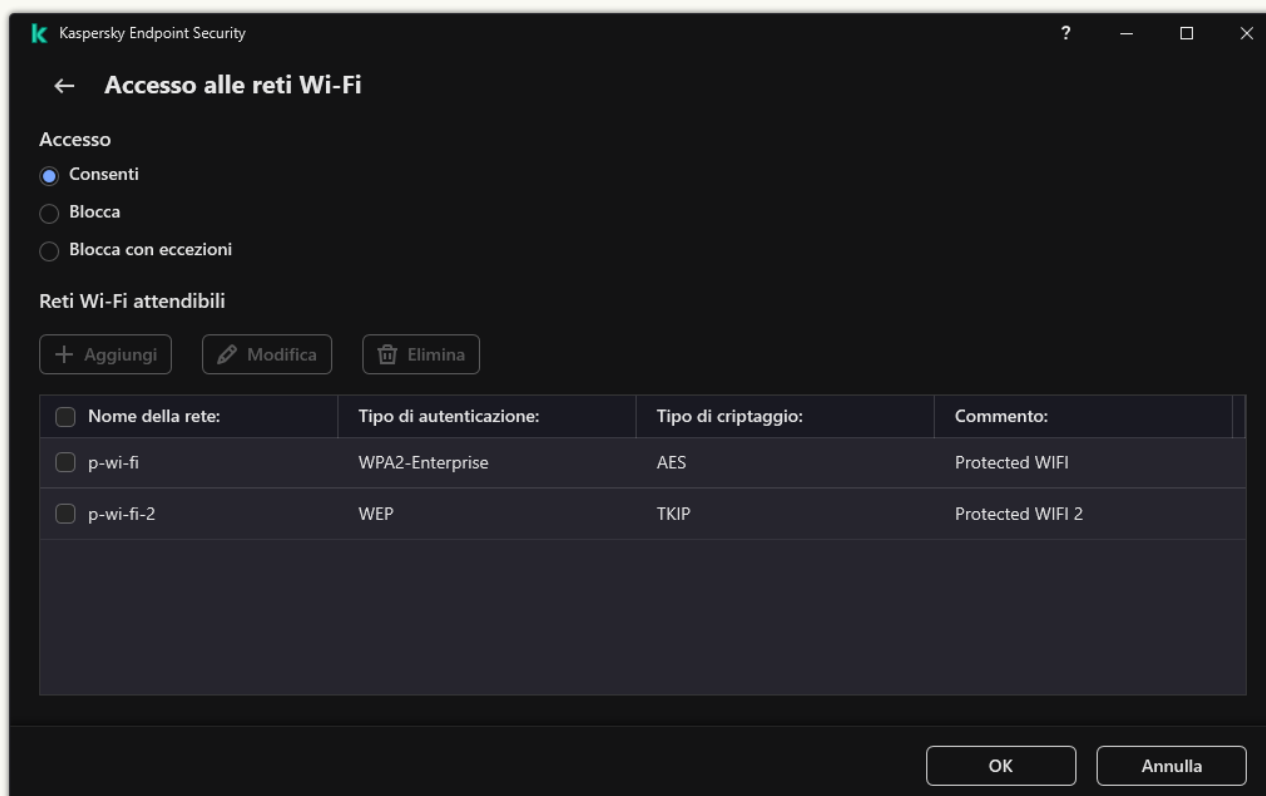 Kaspersky Endpoint Security ?
Accesso alle reti Wi-Fi
Accesso
Consenti
Blocca
Blocca con eccezioni
Reti Wi-Fi attendibili
Aggiungi Modifica Elimina
Nome della rete: Tipo di autenticazione: Tipo di criptaggio: Commento:
p-wi-fi WPA2-Enterprise AES Protected WIFI
p-wi-fi-2 WEP TKIP Protected WIFI 2
OK Annulla